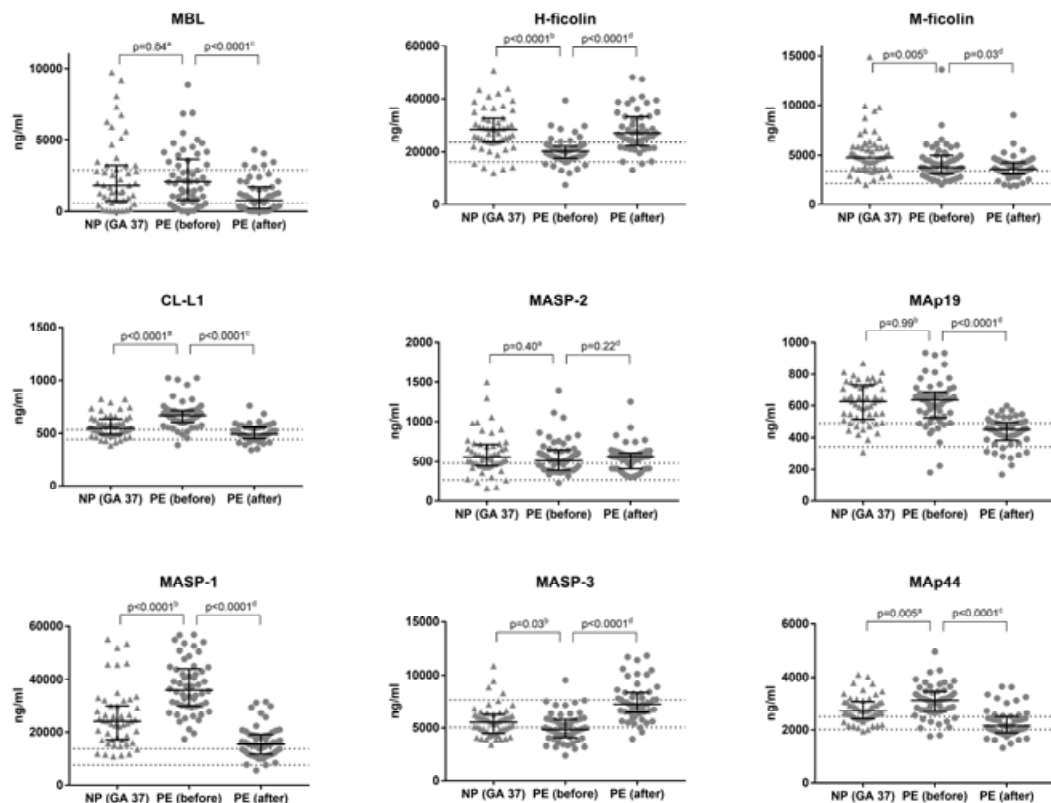 MBL
p=0.84a p<0.0001c
10000
5000
0
ng/ml
NP (GA 37) PE (before) PE (after)
H-ficolin
p<0.0001b p<0.0001d
60000
40000
20000
0
ng/ml
NP (GA 37) PE (before) PE (after)
M-ficolin
p=0.005b p=0.03d
15000
10000
5000
0
ng/ml
NP (GA 37) PE (before) PE (after)
CL-L1
p<0.0001a p<0.0001c
1500
1000
500
0
ng/ml
NP (GA 37) PE (before) PE (after)
MASP-2
p=0.40a p=0.22d
2000
1500
1000
500
0
ng/ml
NP (GA 37) PE (before) PE (after)
MAp19
p=0.99b p<0.0001d
1000
800
600
400
200
0
ng/ml
NP (GA 37) PE (before) PE (after)
MASP-1
p<0.0001b p<0.0001d
60000
40000
20000
0
ng/ml
NP (GA 37) PE (before) PE (after)
MASP-3
p=0.03b p<0.0001d
15000
10000
5000
0
ng/ml
NP (GA 37) PE (before) PE (after)
MAp44
p=0.005a p<0.0001c
6000
4000
2000
0
ng/ml
NP (GA 37) PE (before) PE (after)